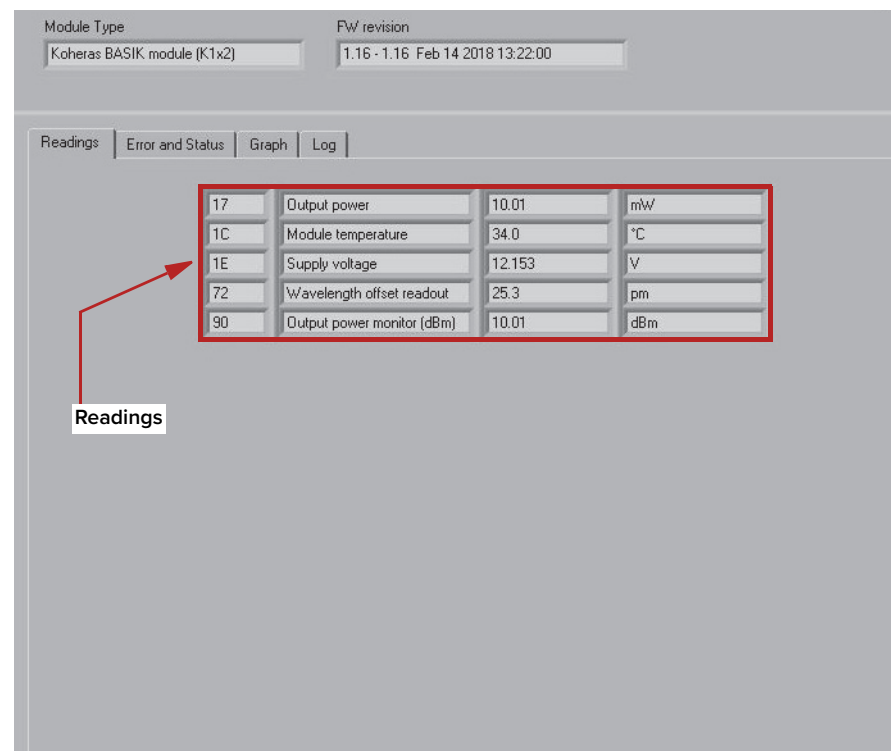 Module Type FW revision
Koheras BASIK module (K1x2) 1.16 - 1.16 Feb 14 2018 13:22:00
Readings Error and Status Graph Log
17 Output power 10.01 mW
1C Module temperature 34.0 °C
1E Supply voltage 12.153 V
72 Wavelength offset readout 25.3 pm
90 Output power monitor (dBm) 10.01 dBm
Readings